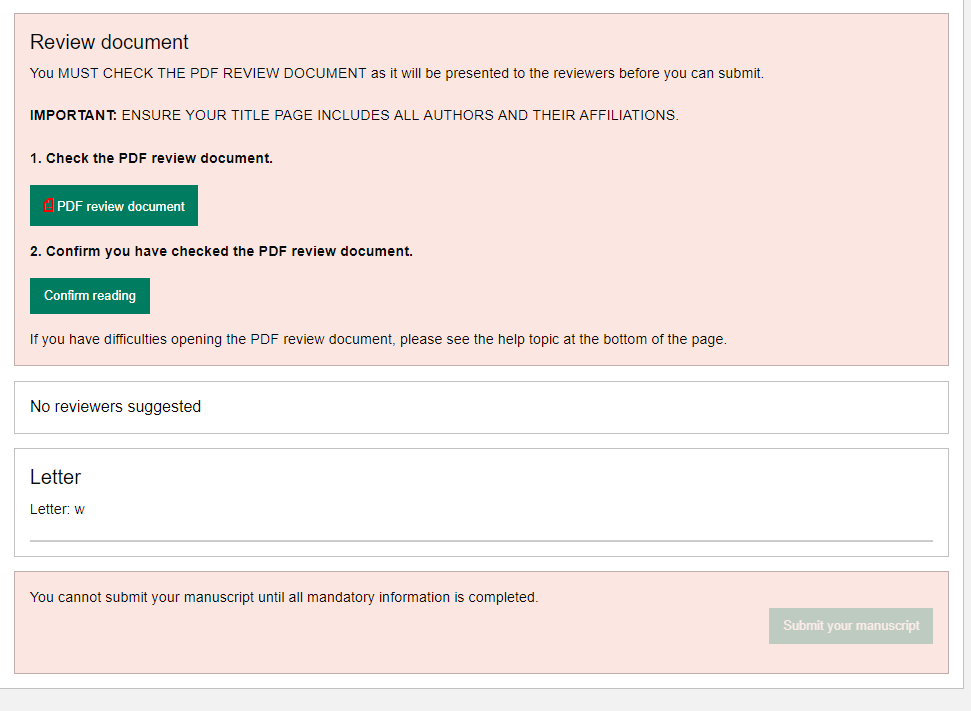 Review document
You MUST CHECK THE PDF REVIEW DOCUMENT as it will be presented to the reviewers before you can submit.
IMPORTANT: ENSURE YOUR TITLE PAGE INCLUDES ALL AUTHORS AND THEIR AFFILIATIONS.
1. Check the PDF review document.
PDF review document
2. Confirm you have checked the PDF review document.
Confirm reading
If you have difficulties opening the PDF review document, please see the help topic at the bottom of the page.
No reviewers suggested
Letter
Letter: w
You cannot submit your manuscript until all mandatory information is completed.
Submit your manuscript